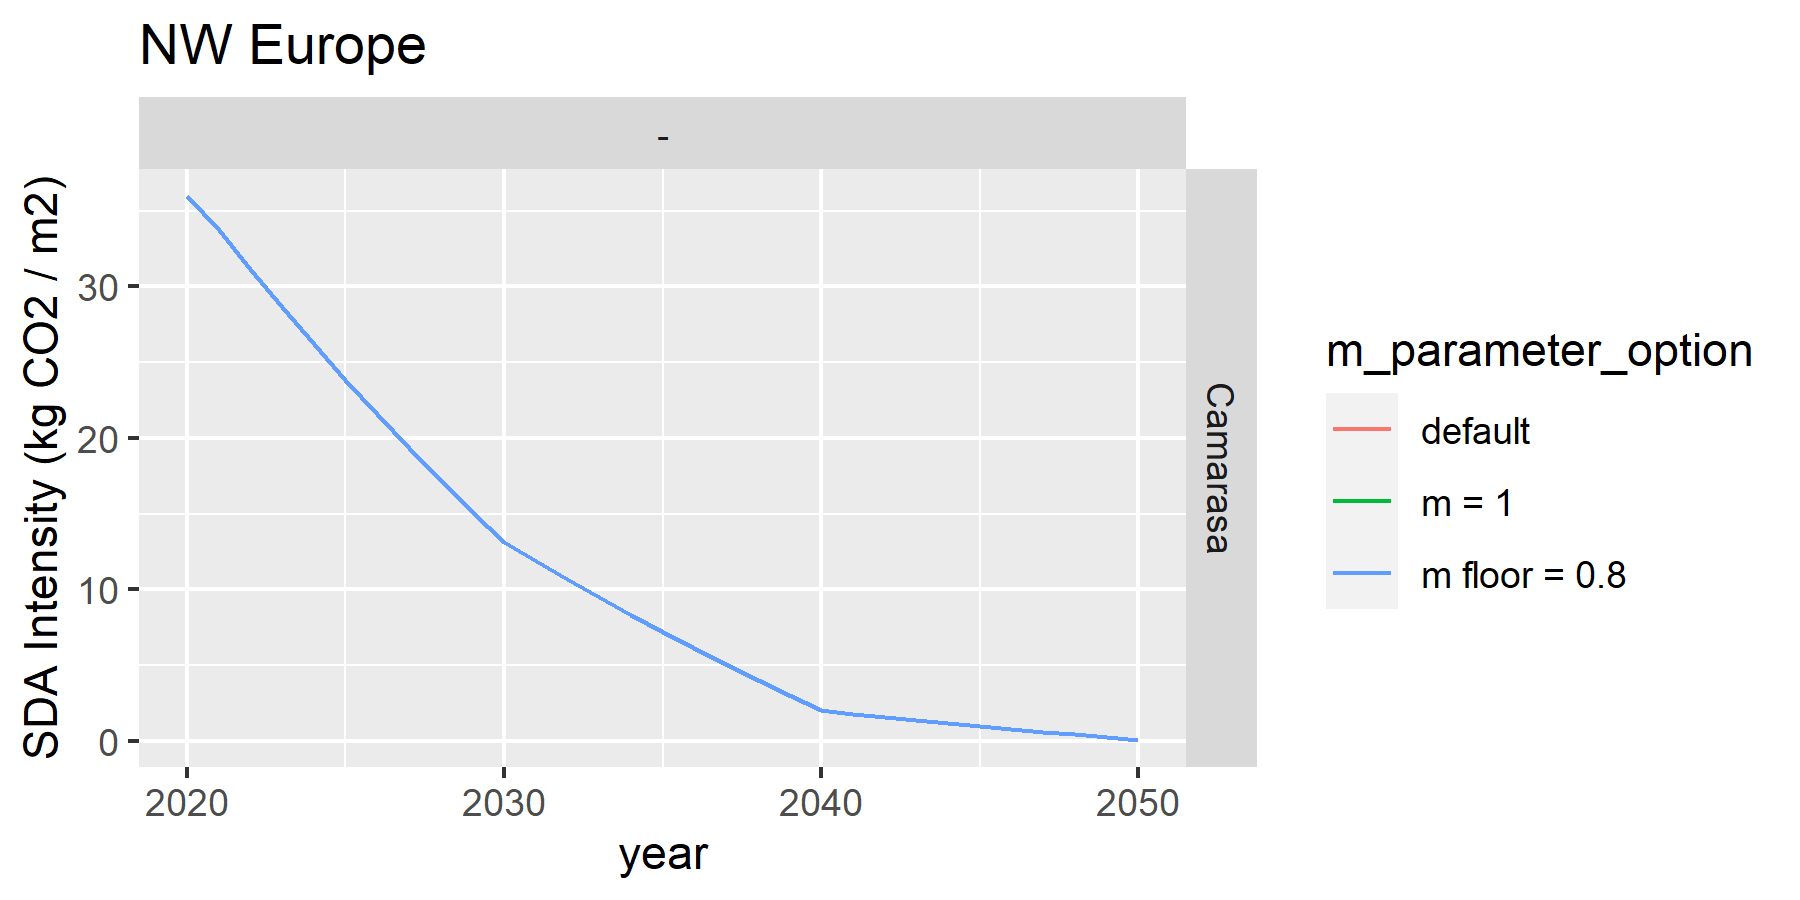 NW Europe
-
SDA Intensity (kg CO2 / m2)
30
20
10
0
Camarasa
2020 2030 2040 2050
year
m_parameter_option
default
m = 1
m floor = 0.8